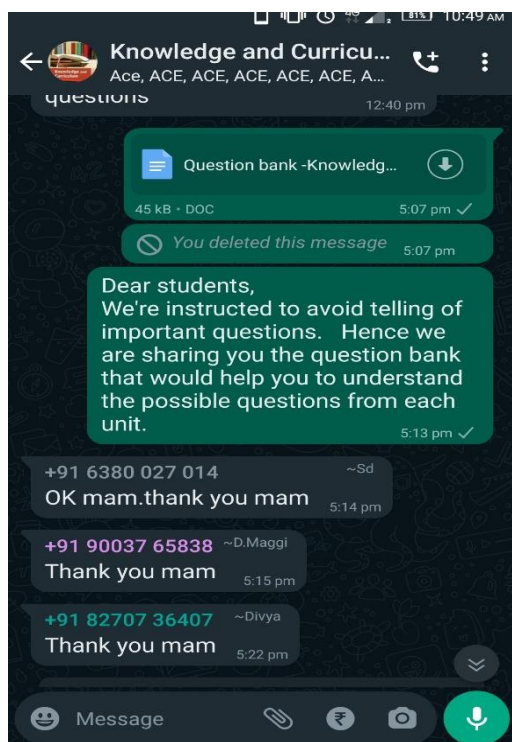 81% 10:49 AM
Knowledge and Curricu...
Ace, ACE, ACE, ACE, ACE, ACE, A...
questions
12:40 pm
Question bank -Knowledg...
45 kB • DOC 5:07 pm
You deleted this message 5:07 pm
Dear students,
We're instructed to avoid telling of
important questions. Hence we
are sharing you the question bank
that would help you to understand
the possible questions from each
unit.
5:13 pm
+91 6380 027 014 ~Sd
OK mam.thank you mam 5:14 pm
+91 90037 65838 ~D.Maggi
Thank you mam 5:15 pm
+91 82707 36407 ~Divya
Thank you mam 5:22 pm
Message